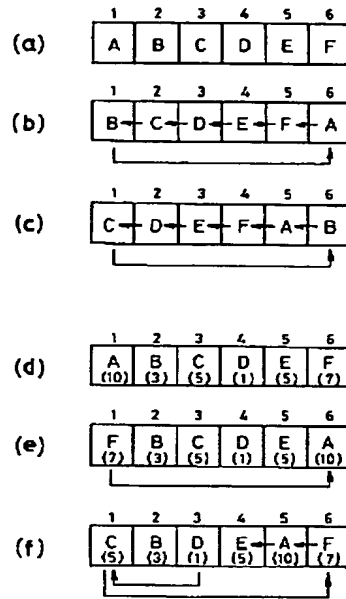 1 2 3 4 5 6
(a) A B C D E F
1 2 3 4 5 6
(b) B C D E F A
1 2 3 4 5 6
(c) C D E F A B
1 2 3 4 5 6
(d) A B C D E F
(10) (3) (5) (1) (5) (7)
1 2 3 4 5 6
(e) F B C D E A
(7) (3) (5) (1) (5) (10)
1 2 3 4 5 6
(f) C B D E A F
(5) (3) (1) (5) (10) (7)